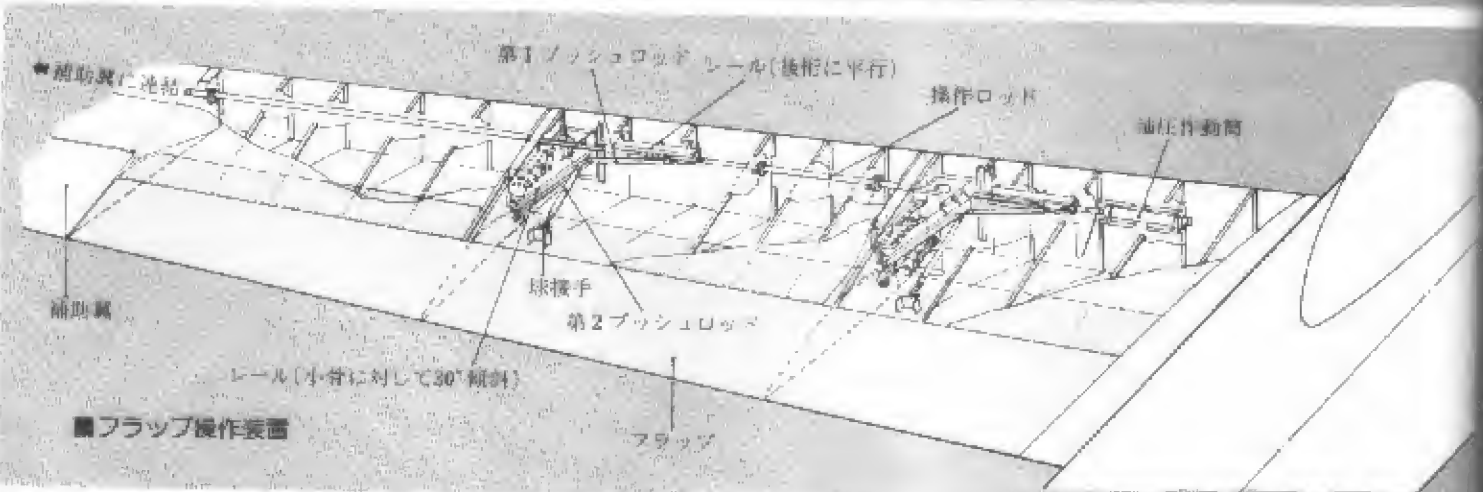 補助翼に連結
第1プッシュロッド
レール(後桁に平行)
操作ロッド
油圧作動筒
補助翼
球接手
第2プッシュロッド
レール(小骨に対して30°傾斜)
フラップ
■フラップ操作装置